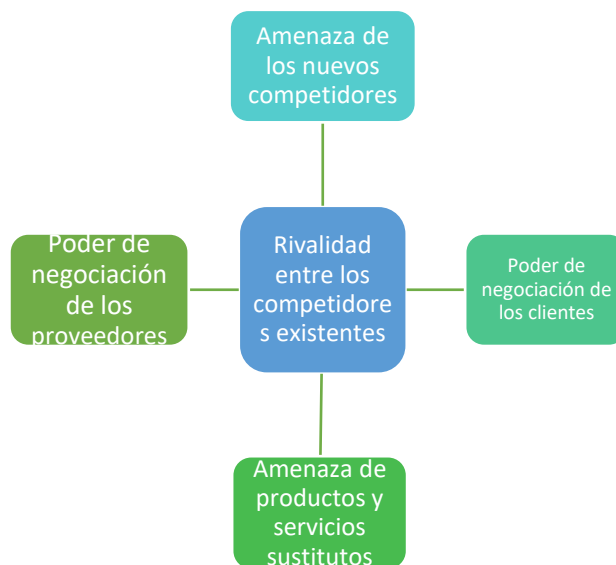 Amenaza de
los nuevos
competidores
Poder de
negociación
de los
proveedores
Rivalidad
entre los
competidore
s existentes
Poder de
negociación de
los clientes
Amenaza de
productos y
servicios
sustitutos